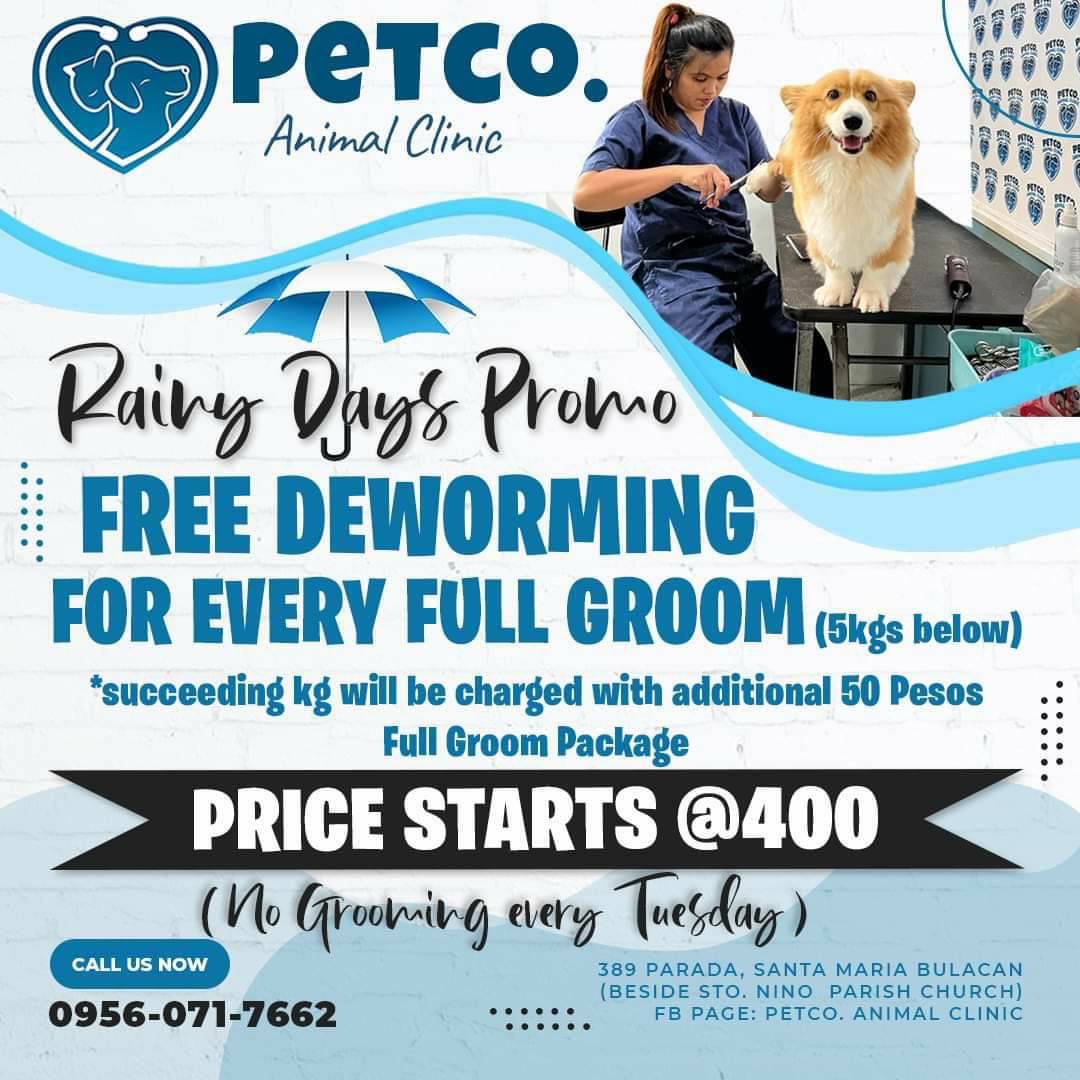 PETCO.
Animal Clinic
Rainy Days Promo
FREE DEWORMING
FOR EVERY FULL GROOM (5kgs below)
*succeeding kg will be charged with additional 50 Pesos
Full Groom Package
PRICE STARTS @400
(No Grooming every Tuesday)
CALL US NOW
0956-071-7662
389 PARADA, SANTA MARIA BULACAN
(BESIDE STO. NINO PARISH CHURCH)
FB PAGE: PETCO. ANIMAL CLINIC